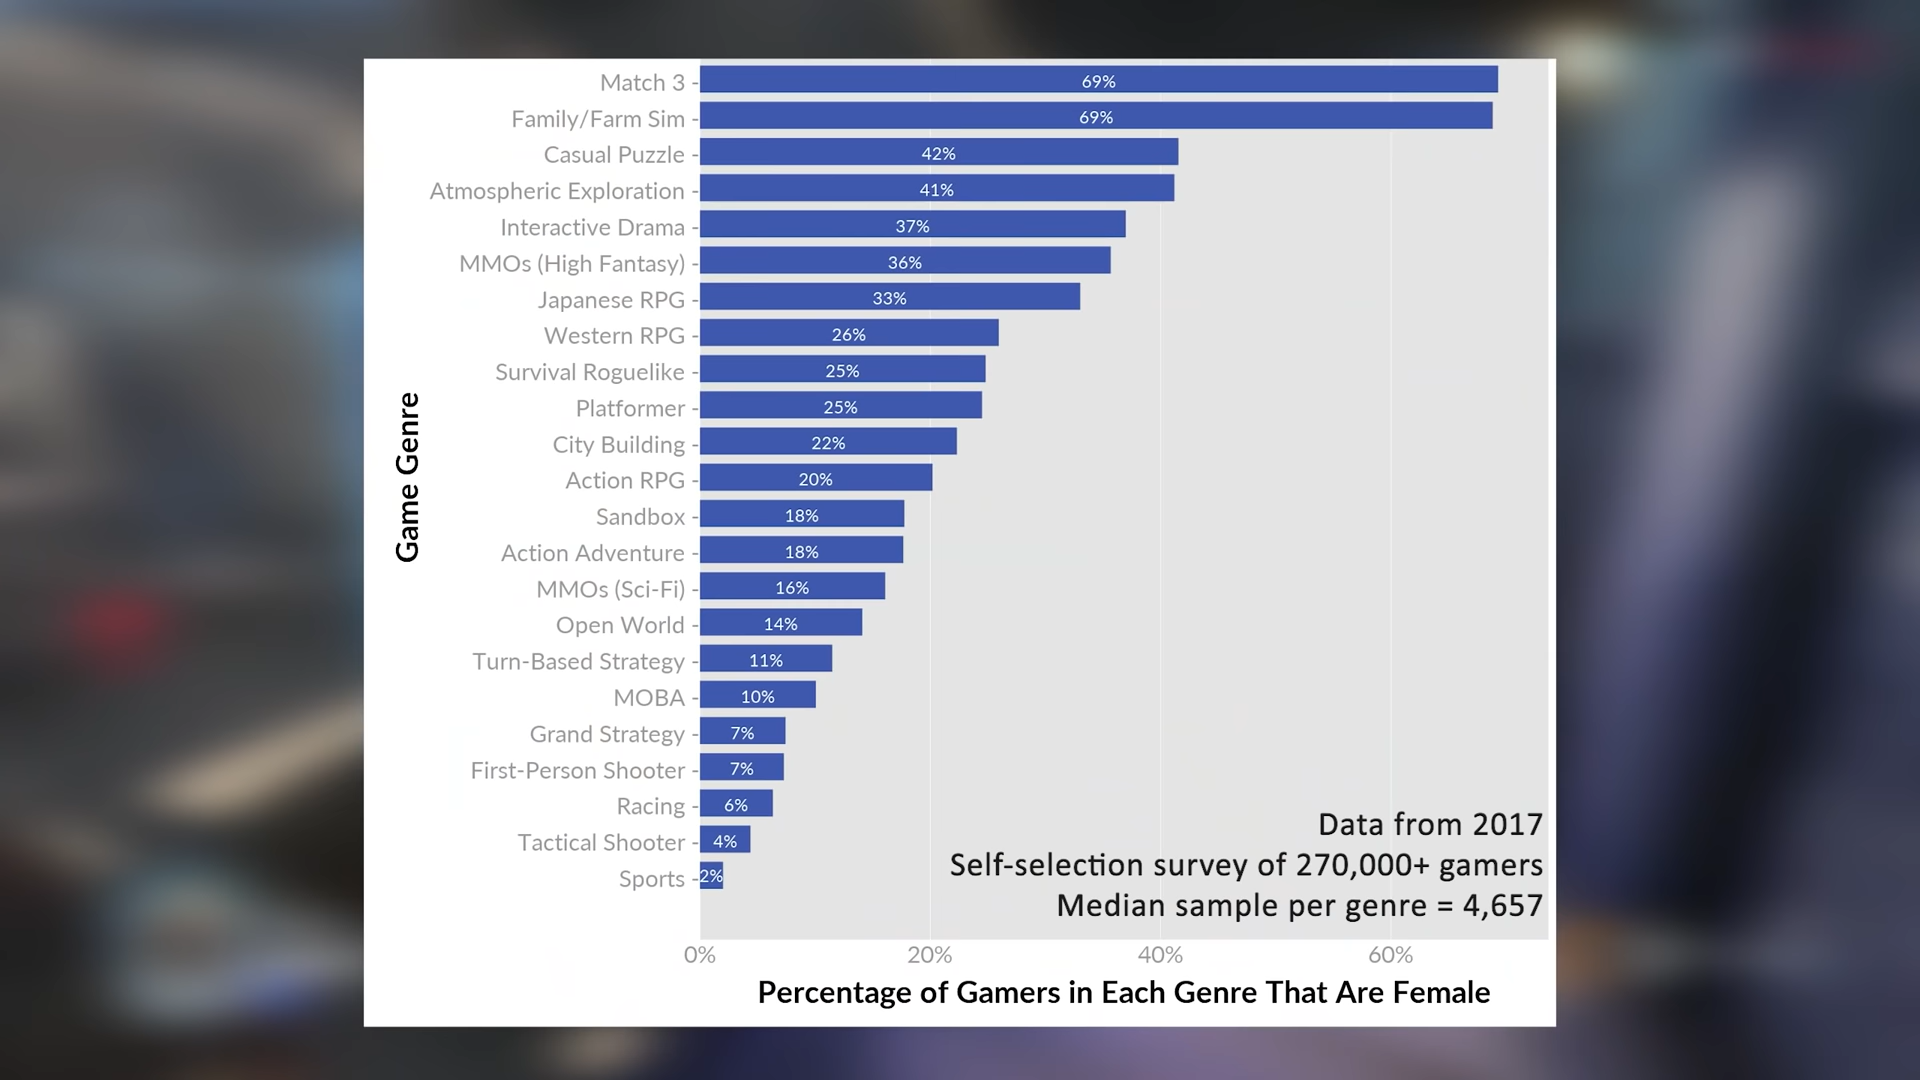 Match 3 - 69%
Family/Farm Sim - 69%
Casual Puzzle - 42%
Atmospheric Exploration - 41%
Interactive Drama - 37%
MMOs (High Fantasy) - 36%
Japanese RPG - 33%
Western RPG - 26%
Survival Roguelike - 25%
Platformer - 25%
City Building - 22%
Action RPG - 20%
Sandbox - 18%
Action Adventure - 18%
MMOs (Sci-Fi) - 16%
Open World - 14%
Turn-Based Strategy - 11%
MOBA - 10%
Grand Strategy - 7%
First-Person Shooter - 7%
Racing - 6%
Tactical Shooter - 4%
Sports - 2%
Game Genre
Data from 2017
Self-selection survey of 270,000+ gamers
Median sample per genre = 4,657
0% 20% 40% 60%
Percentage of Gamers in Each Genre That Are Female